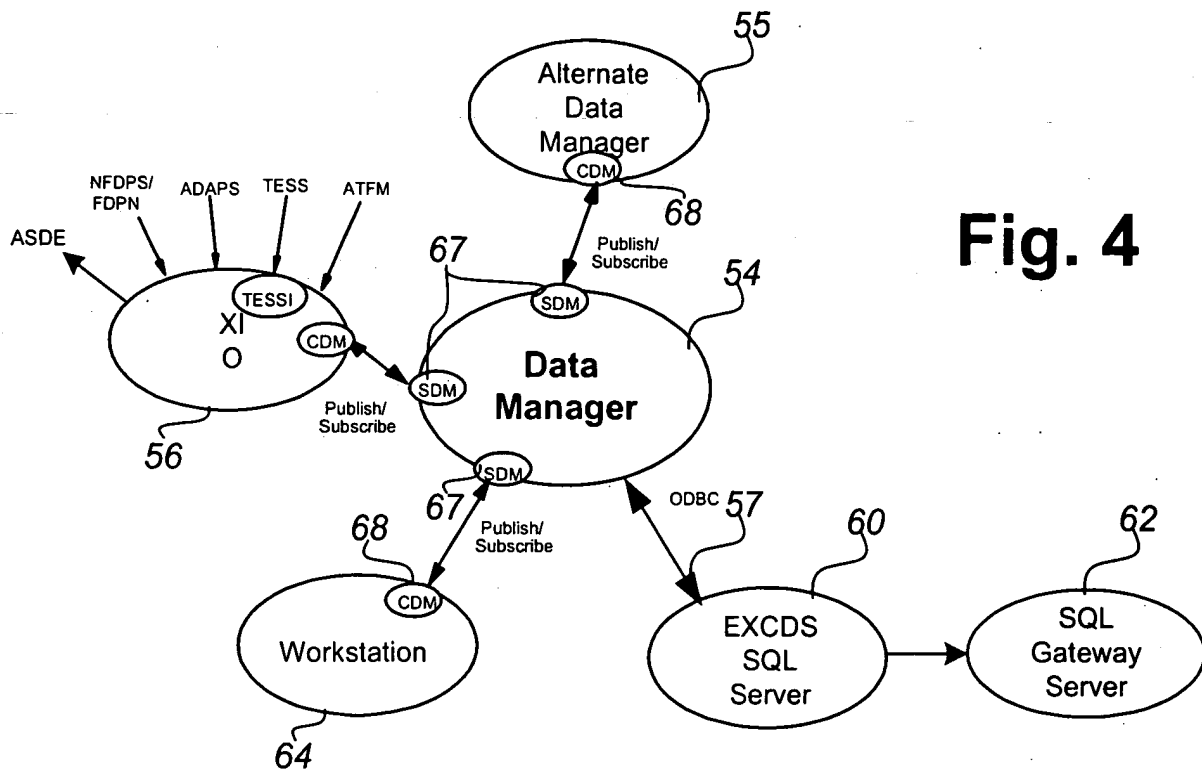 55
Alternate
Data
Manager
CDM
68
NFDPS/
FDPN
ADAPS
TESS
ATFM
ASDE
Publish/
Subscribe
Fig. 4
67
54
TESSI
XI
O
CDM
SDM
SDM
Data
Manager
56
Publish/
Subscribe
SDM
67
ODBC
57
60
62
68
Publish/
Subscribe
CDM
Workstation
64
EXCDS
SQL
Server
SQL
Gateway
Server